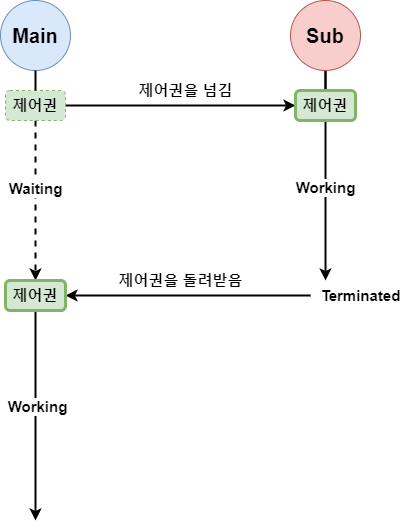 Main
Sub
제어권
제어권을 넘김
제어권
Waiting
Working
제어권을 돌려받음
제어권
Terminated
Working